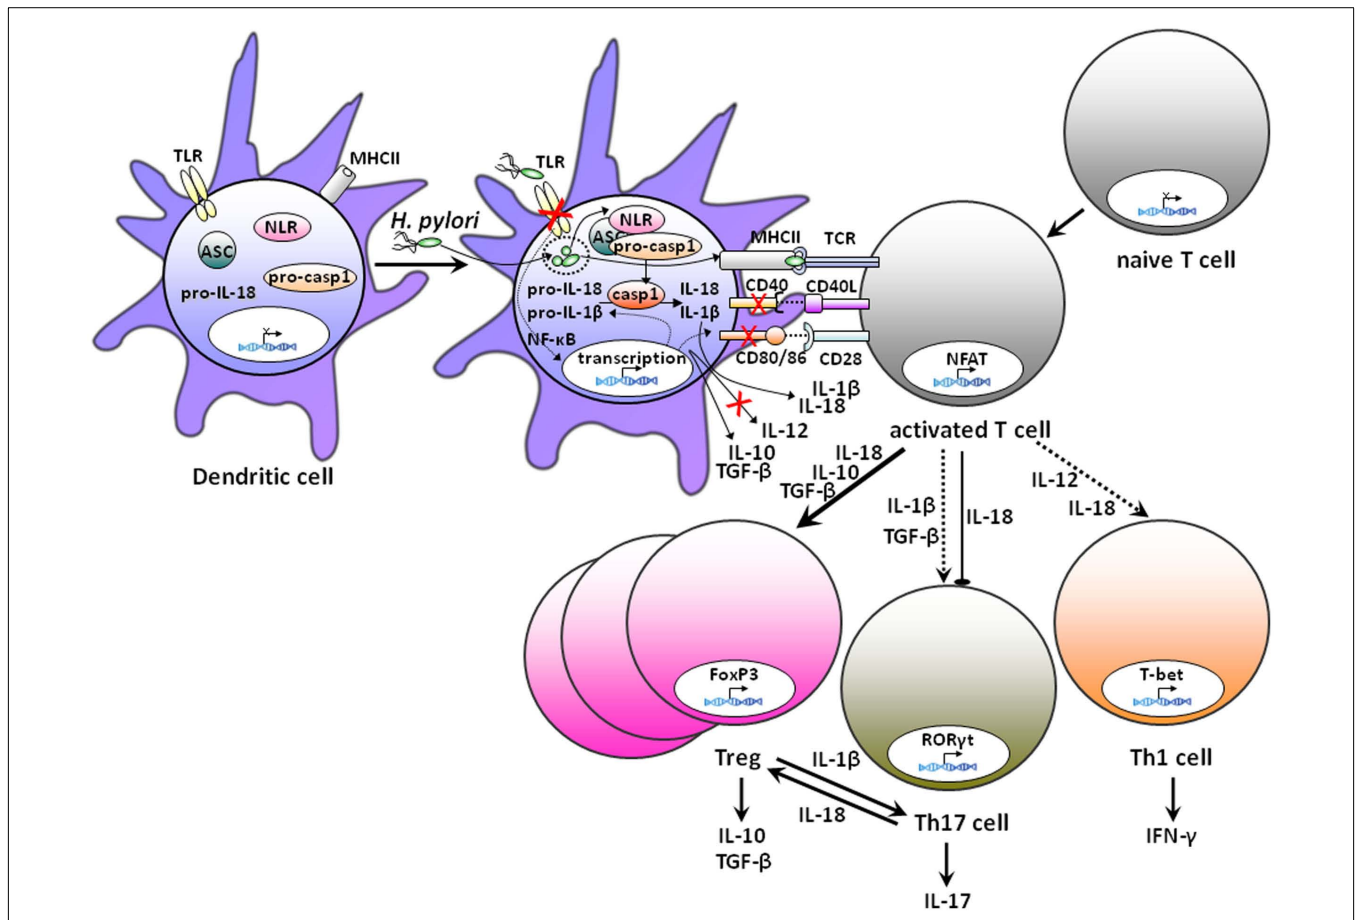 TLR
MHCII
NLR
ASC
pro-casp1
pro-IL-18
Dendritic cell
H. pylori
TLR
NLR
ASC
pro-casp1
pro-IL-18
casp1
IL-18
pro-IL-1β
IL-1β
NF-κB
transcription
MHCII
TCR
CD40
CD40L
CD80/86
CD28
IL-1β
IL-18
IL-12
IL-10
TGF-β
naive T cell
NFAT
activated T cell
IL-18
IL-10
TGF-β
IL-1β
TGF-β
IL-18
IL-12
IL-18
FoxP3
Treg
IL-10
TGF-β
IL-1β
IL-18
RORγt
Th17 cell
IL-17
T-bet
Th1 cell
IFN-γ